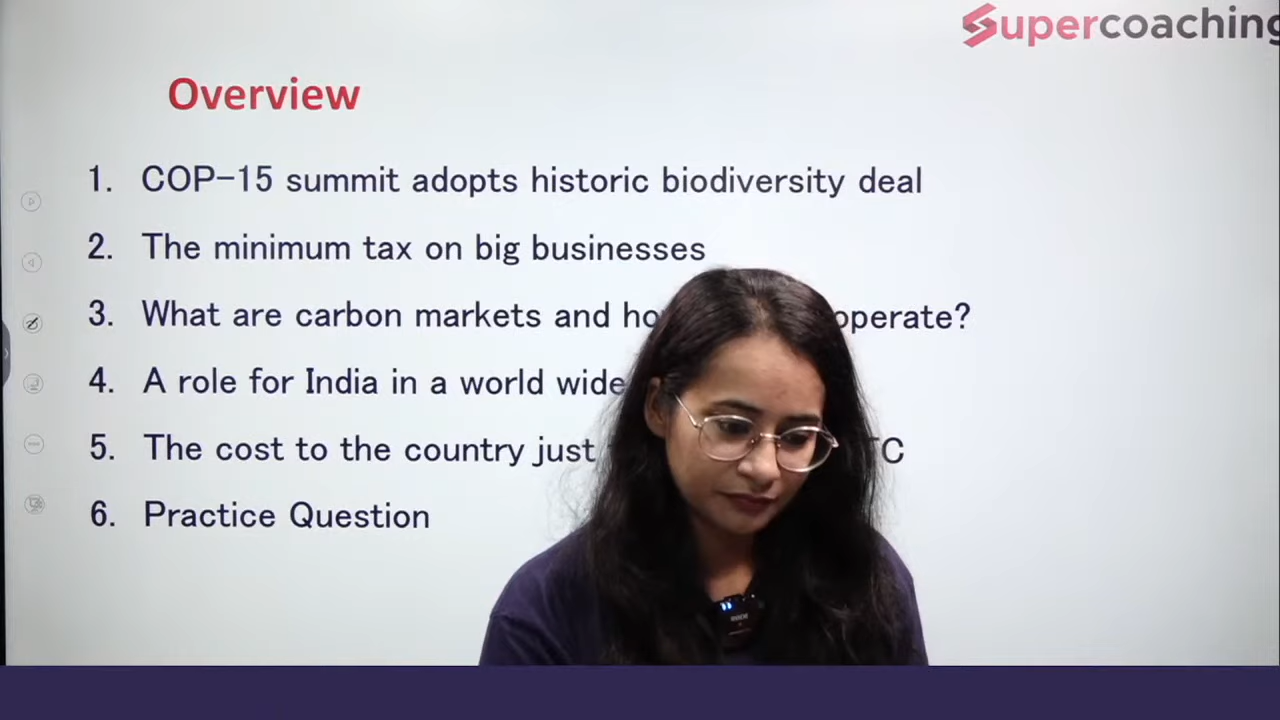 Supercoaching
Overview
1. COP-15 summit adopts historic biodiversity deal
2. The minimum tax on big businesses
3. What are carbon markets and operate?
4. A role for India in a world wide
5. The cost to the country just
6. Practice Question